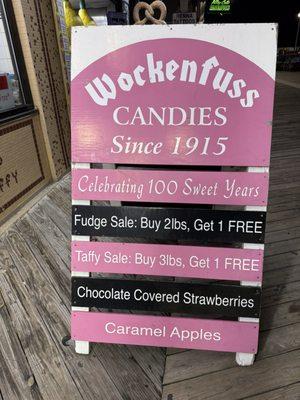 Wockenfuss
CANDIES
Since 1915
Celebrating 100 Sweet Years
Fudge Sale: Buy 2lbs, Get 1 FREE
Taffy Sale: Buy 3lbs, Get 1 FREE
Chocolate Covered Strawberries
Caramel Apples